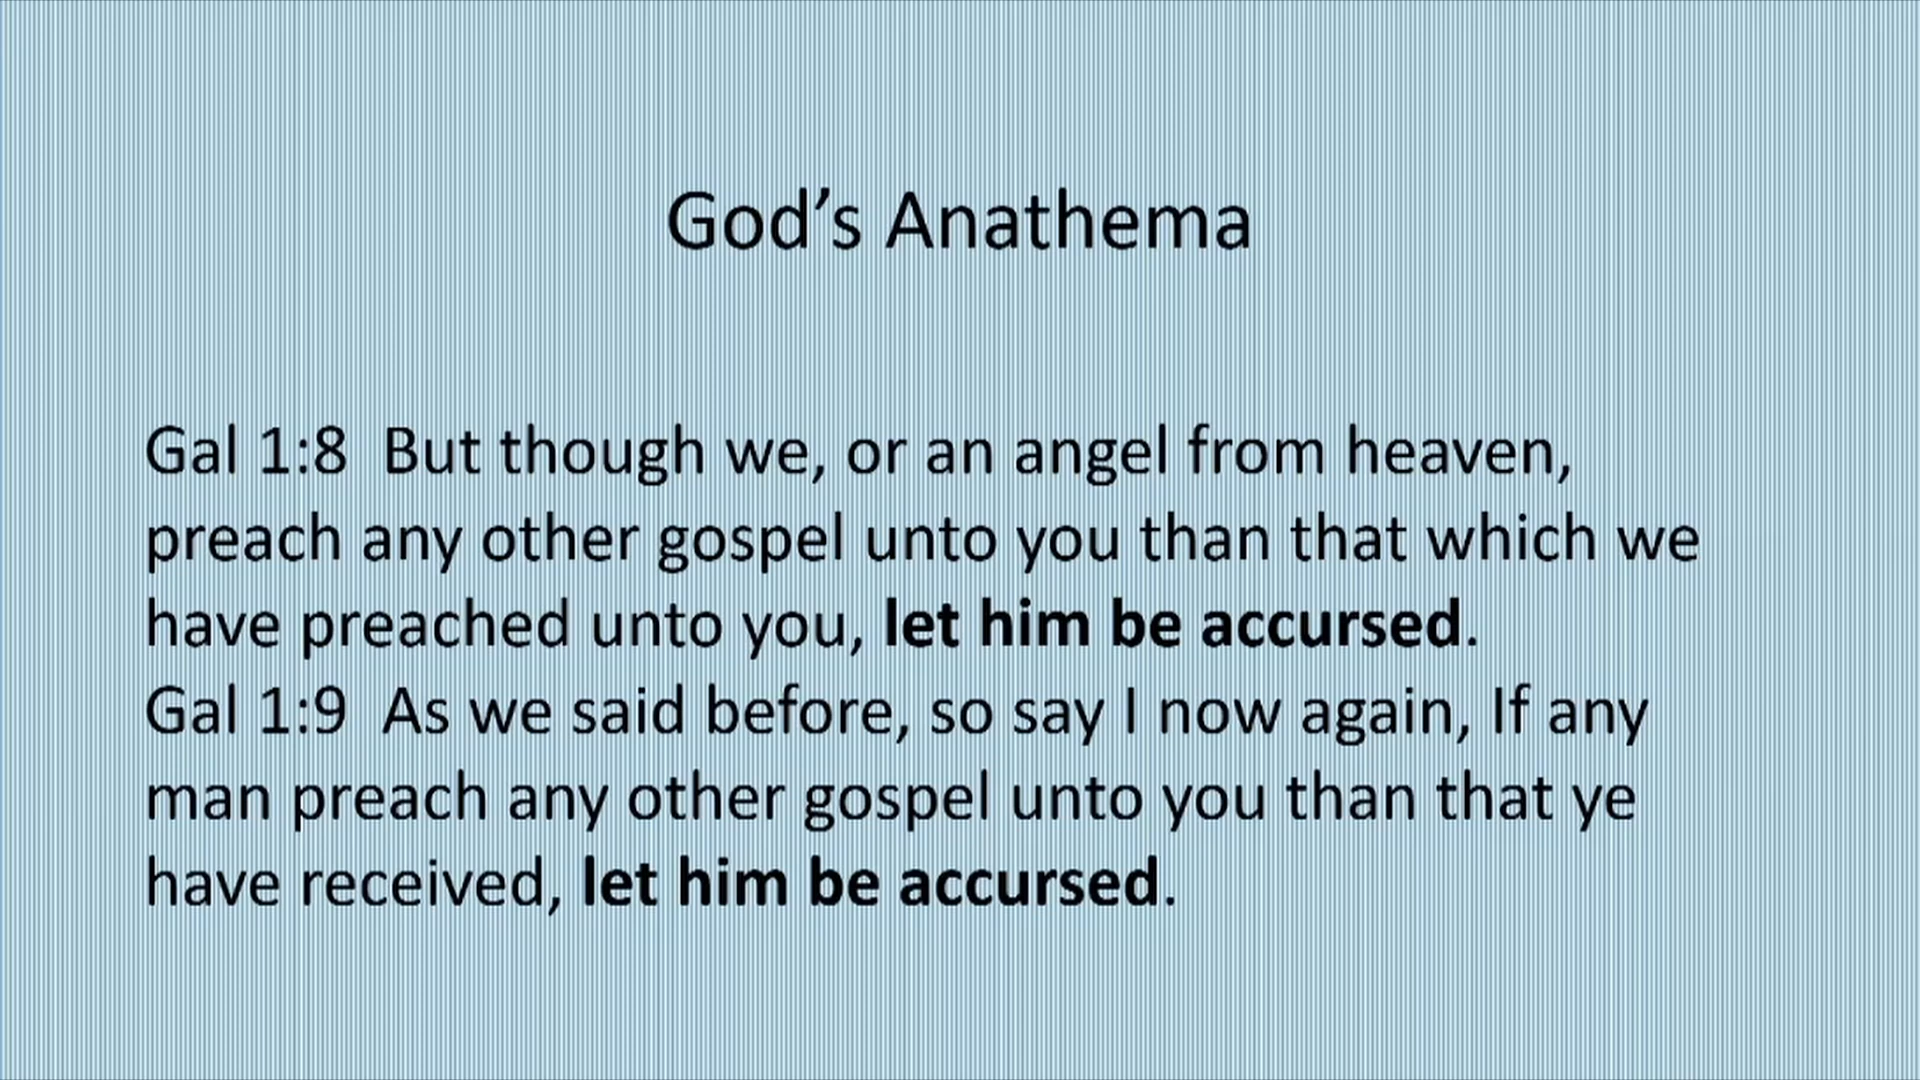 God’s Anathema
Gal 1:8  But though we, or an angel from heaven,
preach any other gospel unto you than that which we
have preached unto you, let him be accursed.
Gal 1:9  As we said before, so say I now again, If any
man preach any other gospel unto you than that ye
have received, let him be accursed.